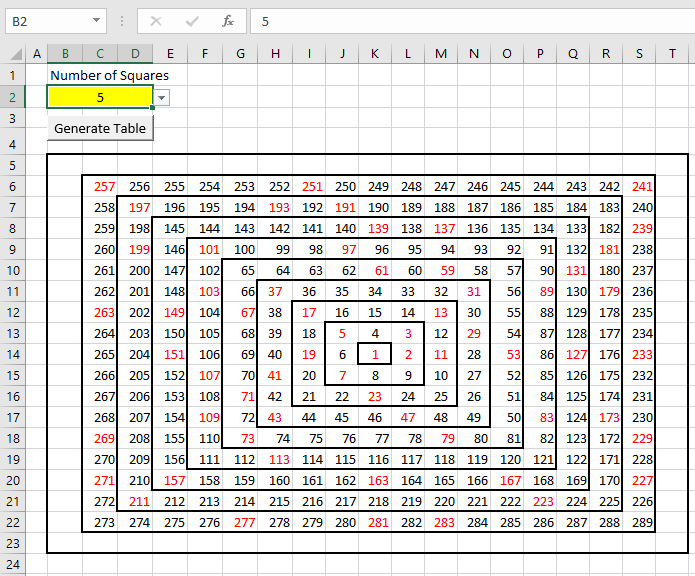 B2 fx 5
A B C D E F G H I J K L M N O P Q R S T
1 Number of Squares
2 5
3 Generate Table
4
5
6 257 256 255 254 253 252 251 250 249 248 247 246 245 244 243 242 241
7 258 197 196 195 194 193 192 191 190 189 188 187 186 185 184 183 240
8 259 198 145 144 143 142 141 140 139 138 137 136 135 134 133 182 239
9 260 199 146 101 100 99 98 97 96 95 94 93 92 91 132 181 238
10 261 200 147 102 65 64 63 62 61 60 59 58 57 90 131 180 237
11 262 201 148 103 66 37 36 35 34 33 32 31 56 89 130 179 236
12 263 202 149 104 67 38 17 16 15 14 13 30 55 88 129 178 235
13 264 203 150 105 68 39 18 5 4 3 12 29 54 87 128 177 234
14 265 204 151 106 69 40 19 6 1 2 11 28 53 86 127 176 233
15 266 205 152 107 70 41 20 7 8 9 10 27 52 85 126 175 232
16 267 206 153 108 71 42 21 22 23 24 25 26 51 84 125 174 231
17 268 207 154 109 72 43 44 45 46 47 48 49 50 83 124 173 230
18 269 208 155 110 73 74 75 76 77 78 79 80 81 82 123 172 229
19 270 209 156 111 112 113 114 115 116 117 118 119 120 121 122 171 228
20 271 210 157 158 159 160 161 162 163 164 165 166 167 168 169 170 227
21 272 211 212 213 214 215 216 217 218 219 220 221 222 223 224 225 226
22 273 274 275 276 277 278 279 280 281 282 283 284 285 286 287 288 289
23
24